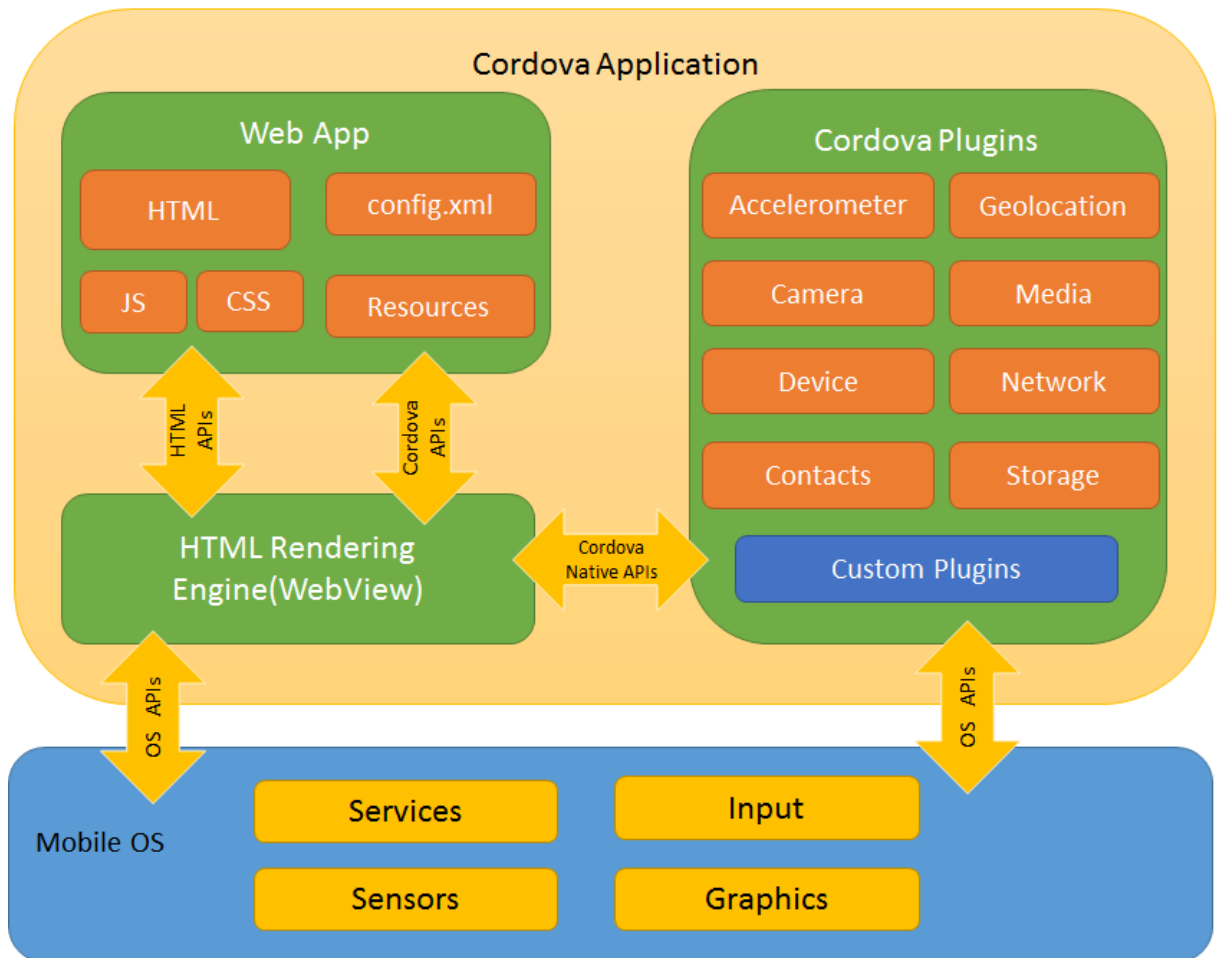 Cordova Application
Web App
HTML
config.xml
JS
CSS
Resources
HTML
APIs
Cordova
APIs
HTML Rendering
Engine(WebView)
Cordova
Native APIs
Cordova Plugins
Accelerometer
Geolocation
Camera
Media
Device
Network
Contacts
Storage
Custom Plugins
OS APIs
OS APIs
Mobile OS
Services
Input
Sensors
Graphics